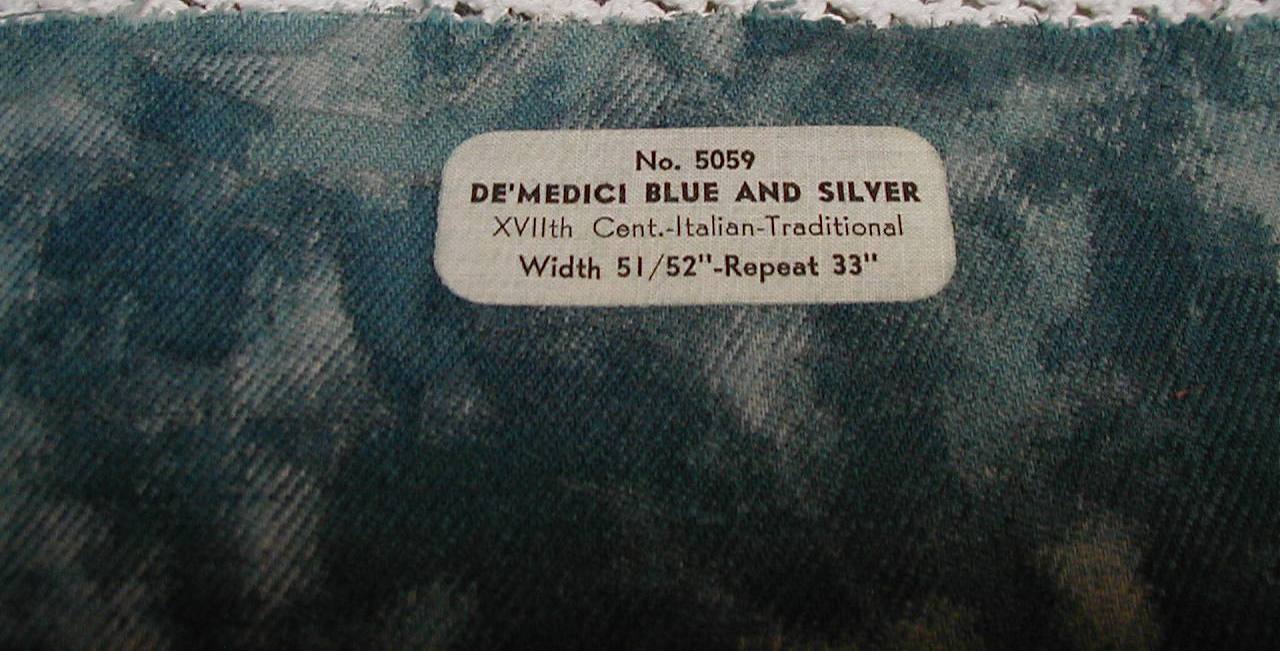 No. 5059
DE'MEDICI BLUE AND SILVER
XVIIth Cent.-Italian-Traditional
Width 51/52"-Repeat 33"